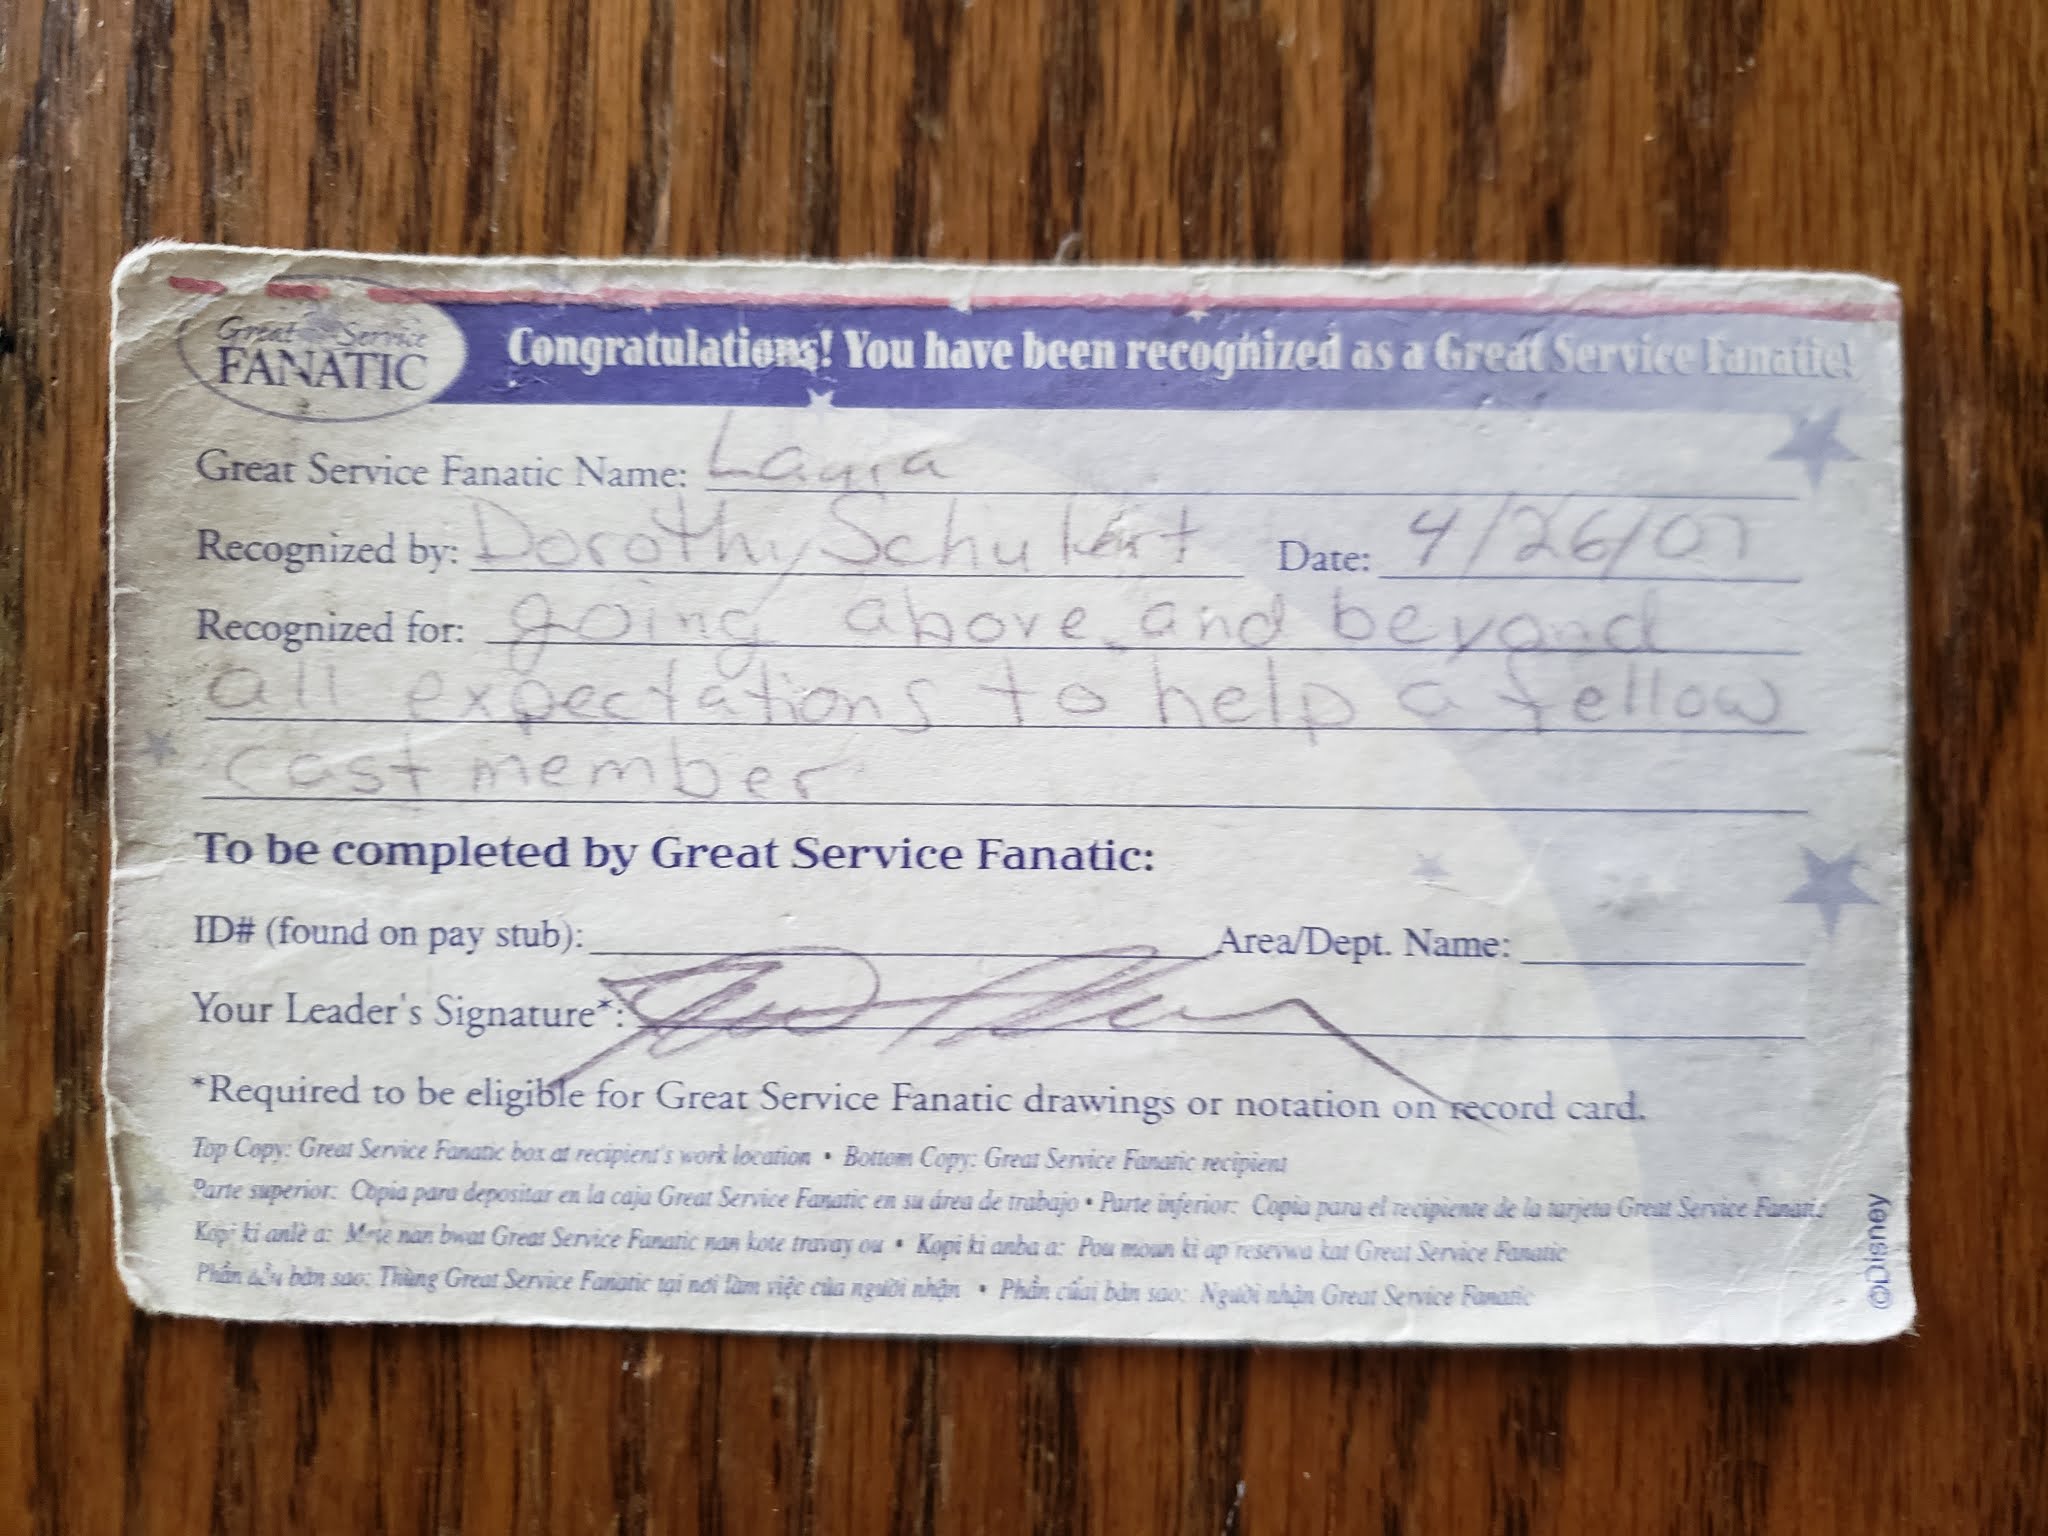 Great Service
FANATIC
Congratulations! You have been recognized as a Great Service Fanatic!
Great Service Fanatic Name: Laura
Recognized by: Dorothy Date: 4/26/07
Recognized for: going above and beyond
all expectations to help a fellow
cast member
To be completed by Great Service Fanatic:
ID# (found on pay stub): Area/Dept. Name:
Your Leader's Signature*:
*Required to be eligible for Great Service Fanatic drawings or notation on record card.
Top Copy: Great Service Fanatic box at recipient's work location • Bottom Copy: Great Service Fanatic recipient
Parte superior: Copia para depositar en la caja Great Service Fanatic en su área de trabajo • Parte inferior: Copia para el recipiente de la tarjeta Great Service Fanatic
Kopi ki anlè a: Mete nan bwat Great Service Fanatic nan kote travay ou • Kopi ki anba a: Pou moun ki ap resevwa kat Great Service Fanatic
Phần bản sao: Thùng Great Service Fanatic tại nơi làm việc của người nhận • Phần cuối bản sao: Người nhận Great Service Fanatic
©Disney